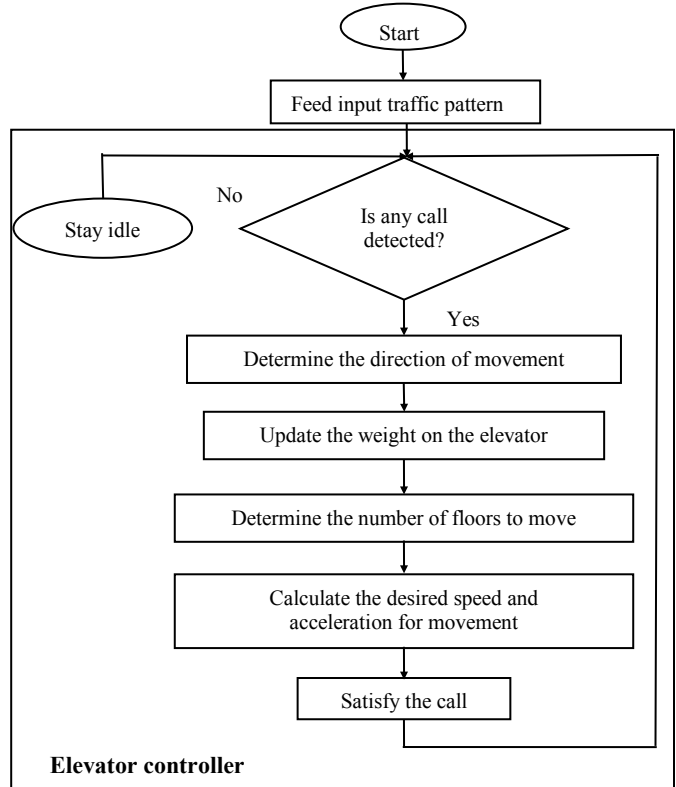 Start
Feed input traffic pattern
No
Stay idle
Is any call
detected?
Yes
Determine the direction of movement
Update the weight on the elevator
Determine the number of floors to move
Calculate the desired speed and
acceleration for movement
Satisfy the call
Elevator controller